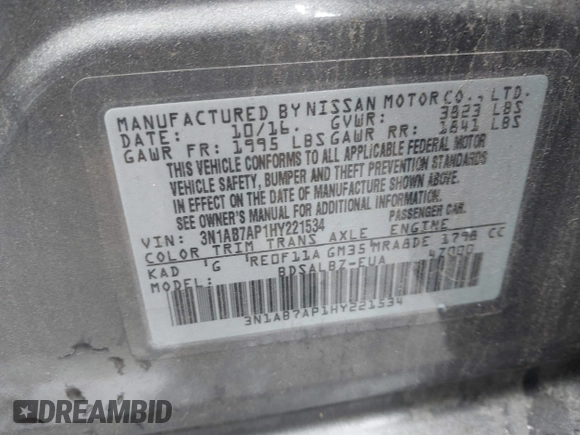 MANUFACTURED BY NISSAN MOTOR CO., LTD.
DATE: 10/16. GVWR: 3823 LBS
GAWR FR: 1995 LBS GAWR RR: 1841 LBS
THIS VEHICLE CONFORMS TO ALL APPLICABLE FEDERAL MOTOR
VEHICLE SAFETY, BUMPER AND THEFT PREVENTION STANDARDS
IN EFFECT ON THE DATE OF MANUFACTURE SHOWN ABOVE.
SEE OWNER'S MANUAL FOR ADDITIONAL INFORMATION.
VIN: 3N1AB7AP1HY221534 PASSENGER CAR.
COLOR TRIM TRANS AXLE ENGINE
KAD G RE0F11A GM35 MRA8DE 1798 CC
MODEL: BDSALBZ-EUA 4Z000
3N1AB7AP1HY221534
DREAMBID